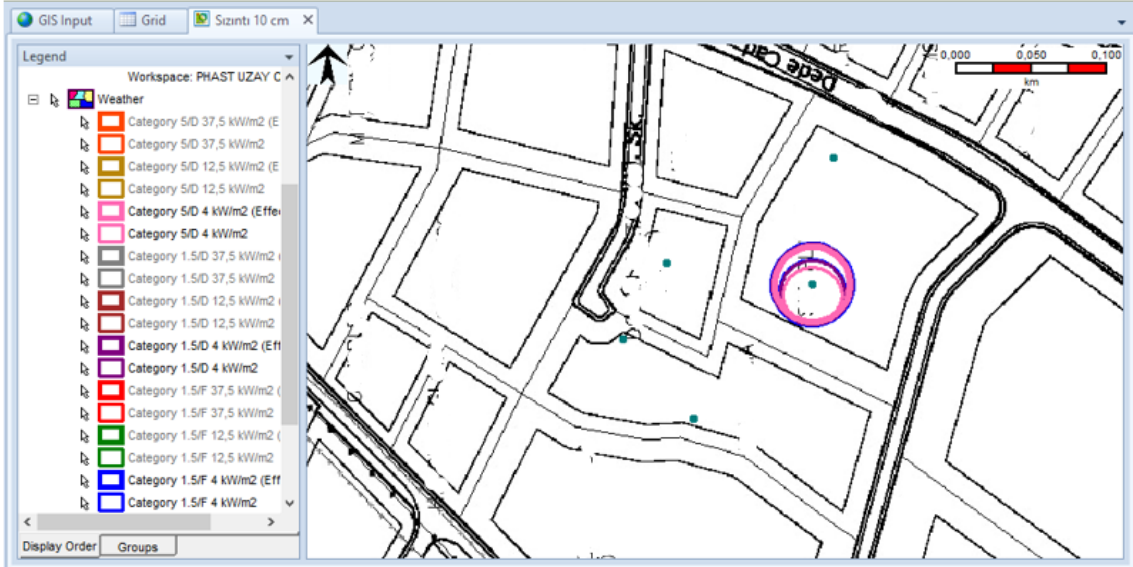 GIS Input
Grid
Sızıntı 10 cm
Legend
Workspace: PHAST UZAY C
Weather
Category 5/D 37,5 kW/m2 (E
Category 5/D 37,5 kW/m2
Category 5/D 12,5 kW/m2 (E
Category 5/D 12,5 kW/m2
Category 5/D 4 kW/m2 (Effe
Category 5/D 4 kW/m2
Category 1.5/D 37,5 kW/m2 (
Category 1.5/D 37,5 kW/m2
Category 1.5/D 12,5 kW/m2 (
Category 1.5/D 12,5 kW/m2
Category 1.5/D 4 kW/m2 (Eff
Category 1.5/D 4 kW/m2
Category 1.5/F 37,5 kW/m2 (
Category 1.5/F 37,5 kW/m2
Category 1.5/F 12,5 kW/m2 (
Category 1.5/F 12,5 kW/m2
Category 1.5/F 4 kW/m2 (Eff
Category 1.5/F 4 kW/m2
Display Order
Groups
0,000 0,050 0,100
km
Dede Cad